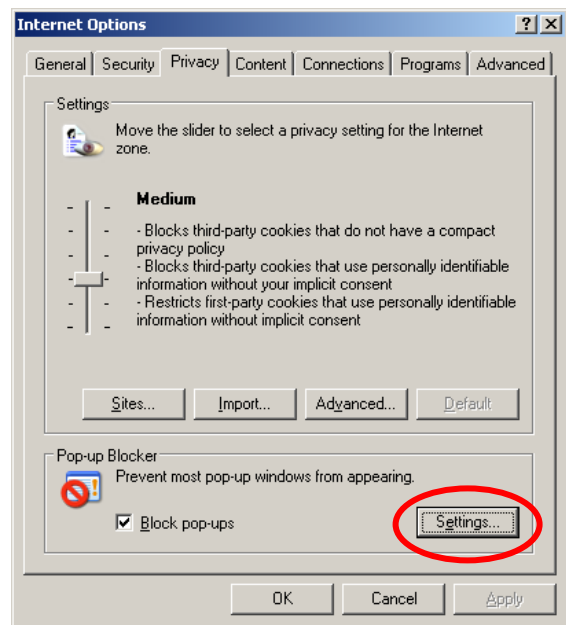 Internet Options
General Security Privacy Content Connections Programs Advanced
Settings
Move the slider to select a privacy setting for the Internet
zone.
Medium
- Blocks third-party cookies that do not have a compact
privacy policy
- Blocks third-party cookies that use personally identifiable
information without your implicit consent
- Restricts first-party cookies that use personally identifiable
information without implicit consent
Sites... Import... Advanced... Default
Pop-up Blocker
Prevent most pop-up windows from appearing.
Block pop-ups Settings...
OK Cancel Apply